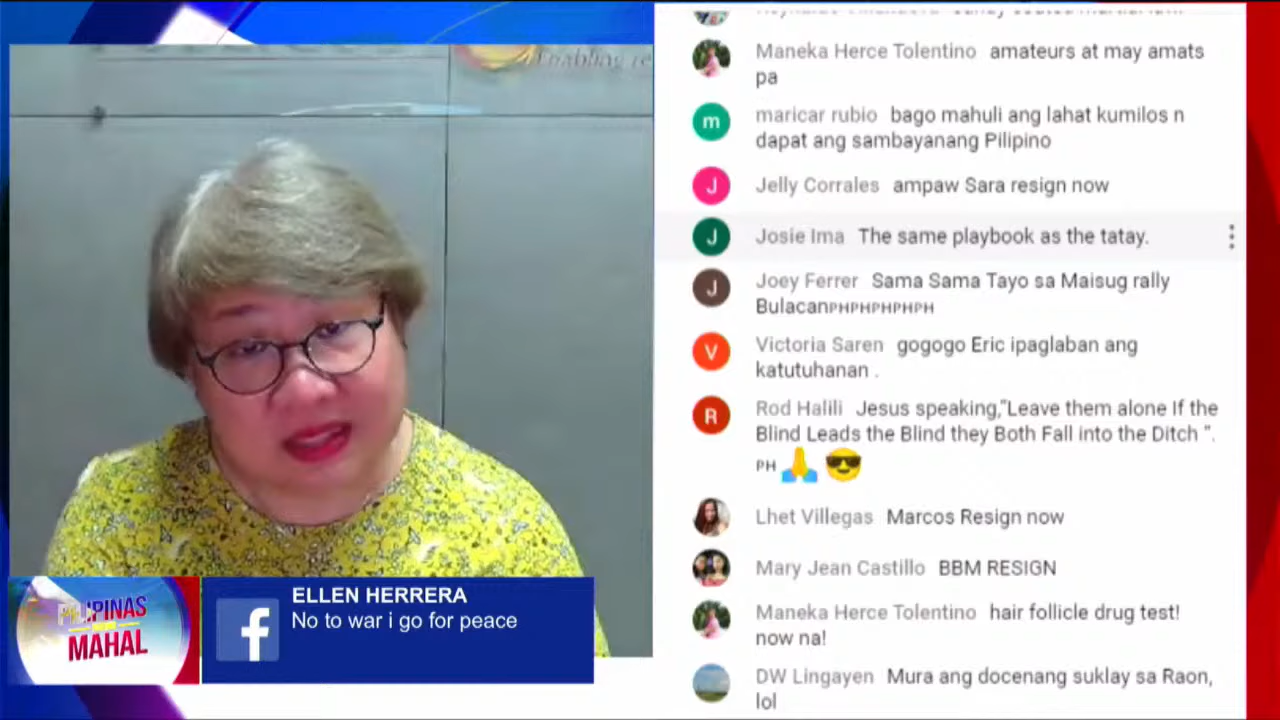 Enabling
Maneka Herce Tolentino amateurs at may amats
pa
maricar rubio bago mahuli ang lahat kumilos n
dapat ang sambayanang Pilipino
Jelly Corrales ampaw Sara resign now
Josie Ima The same playbook as the tatay.
Joey Ferrer Sama Sama Tayo sa Maisug rally
BulacanPHPHPHPHPH
Victoria Saren gogogo Eric ipaglaban ang
katutuhanan .
Rod Halili Jesus speaking,"Leave them alone If the
Blind Leads the Blind they Both Fall into the Ditch ".
PH🙏😎
Lhet Villegas Marcos Resign now
Mary Jean Castillo BBM RESIGN
Maneka Herce Tolentino hair follicle drug test!
now na!
DW Lingayen Mura ang docenang suklay sa Raon,
lol
PILIPINAS
MAHAL
ELLEN HERRERA
No to war i go for peace